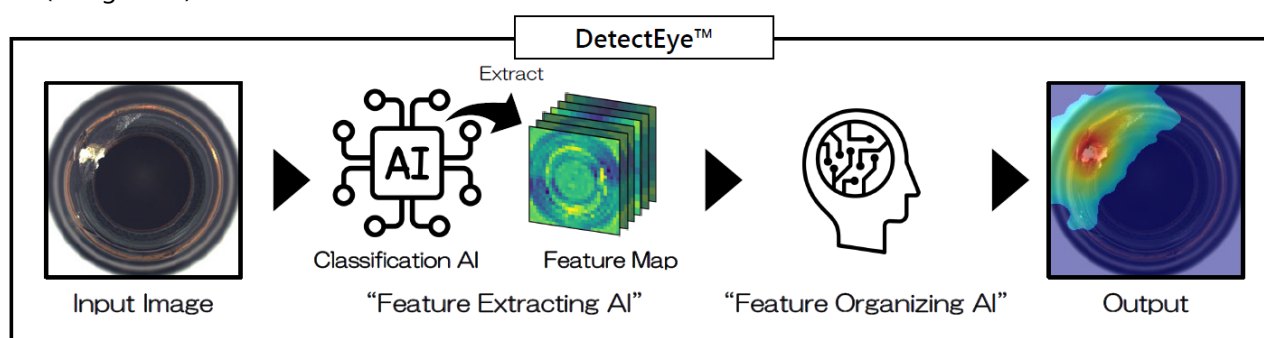 DetectEye™
Extract
AI
Classification AI
Feature Map
Input Image
“Feature Extracting AI”
“Feature Organizing AI”
Output